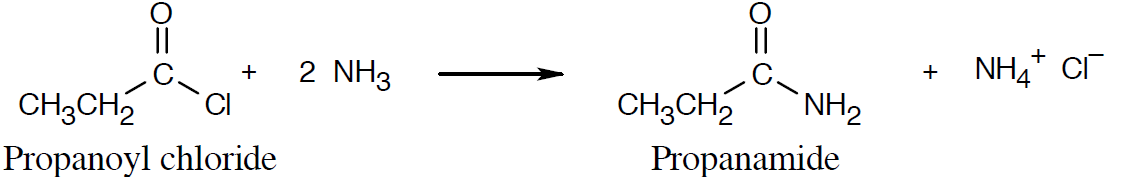 O O
C + 2 NH3 C + NH4+ Cl−
CH3CH2 Cl CH3CH2 NH2
Propanoyl chloride Propanamide